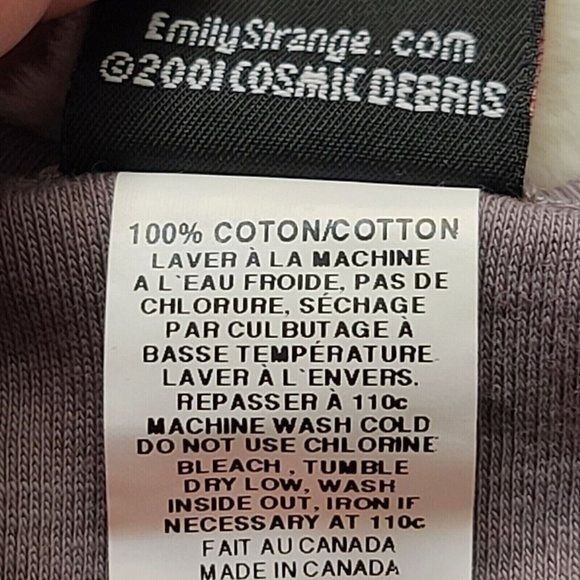 EmilyStrange.com
©2001COSMICDEBRIS
100% COTON/COTTON
LAVER À LA MACHINE
A L`EAU FROIDE, PAS DE
CHLORURE, SÉCHAGE
PAR CULBUTAGE À
BASSE TEMPÉRATURE.
LAVER À L`ENVERS.
REPASSER À 110c
MACHINE WASH COLD
DO NOT USE CHLORINE
BLEACH , TUMBLE
DRY LOW, WASH
INSIDE OUT, IRON IF
NECESSARY AT 110c
FAIT AU CANADA
MADE IN CANADA